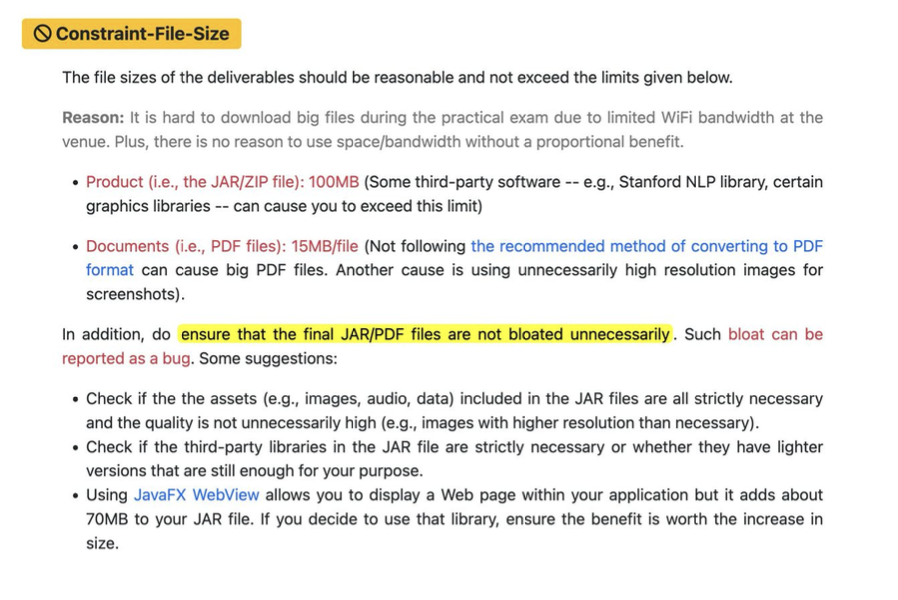 Constraint-File-Size
The file sizes of the deliverables should be reasonable and not exceed the limits given below.
Reason: It is hard to download big files during the practical exam due to limited WiFi bandwidth at the
venue. Plus, there is no reason to use space/bandwidth without a proportional benefit.
• Product (i.e., the JAR/ZIP file): 100MB (Some third-party software -- e.g., Stanford NLP library, certain
graphics libraries -- can cause you to exceed this limit)
• Documents (i.e., PDF files): 15MB/file (Not following the recommended method of converting to PDF
format can cause big PDF files. Another cause is using unnecessarily high resolution images for
screenshots).
In addition, do ensure that the final JAR/PDF files are not bloated unnecessarily. Such bloat can be
reported as a bug. Some suggestions:
• Check if the the assets (e.g., images, audio, data) included in the JAR files are all strictly necessary
and the quality is not unnecessarily high (e.g., images with higher resolution than necessary).
• Check if the third-party libraries in the JAR file are strictly necessary or whether they have lighter
versions that are still enough for your purpose.
• Using JavaFX WebView allows you to display a Web page within your application but it adds about
70MB to your JAR file. If you decide to use that library, ensure the benefit is worth the increase in
size.